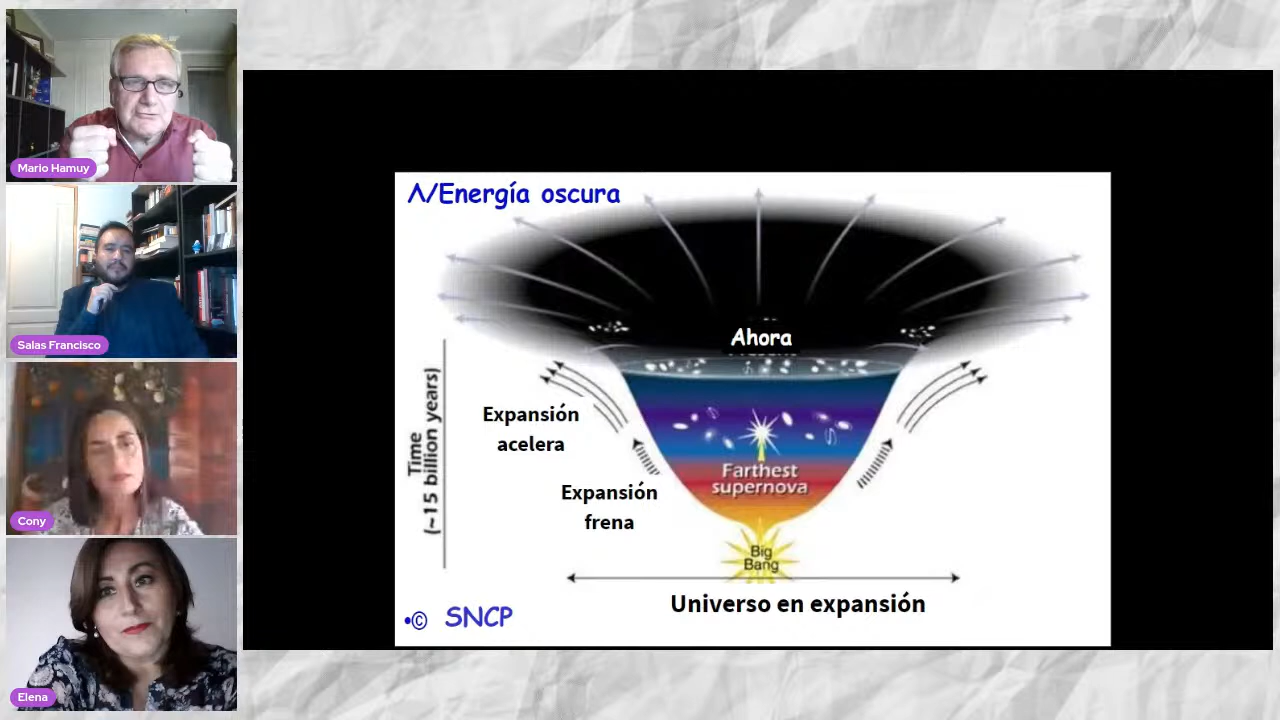 Mario Hamuy
Salas Francisco
Cony
Elena
Λ/Energía oscura
Ahora
Expansión
acelera
Expansión
frena
Time
(~15 billion years)
Farthest
supernova
Big
Bang
Universo en expansión
•© SNCP